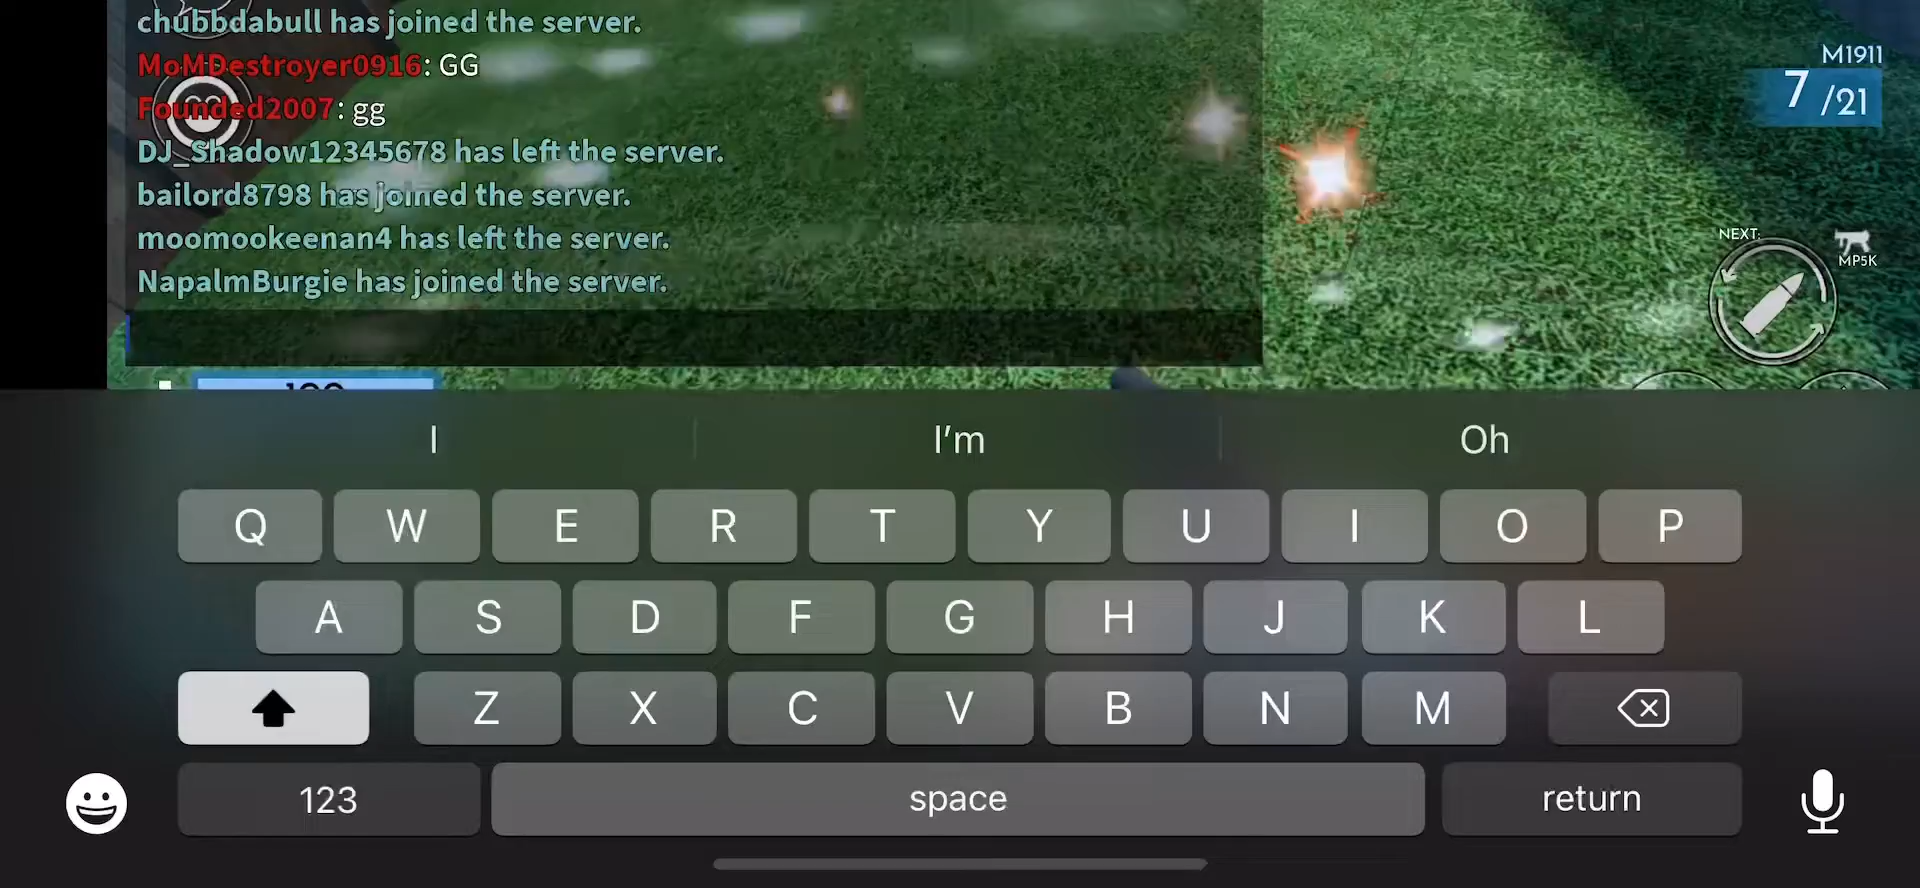 chubbdabull has joined the server.
MoMDestroyer0916: GG
Founded2007: gg
DJ_Shadow12345678 has left the server.
bailord8798 has joined the server.
moomookeenan4 has left the server.
NapalmBurgie has joined the server.
M1911
7/21
NEXT:
MP5K
I I’m Oh
Q W E R T Y U I O P
A S D F G H J K L
Z X C V B N M
123 space return